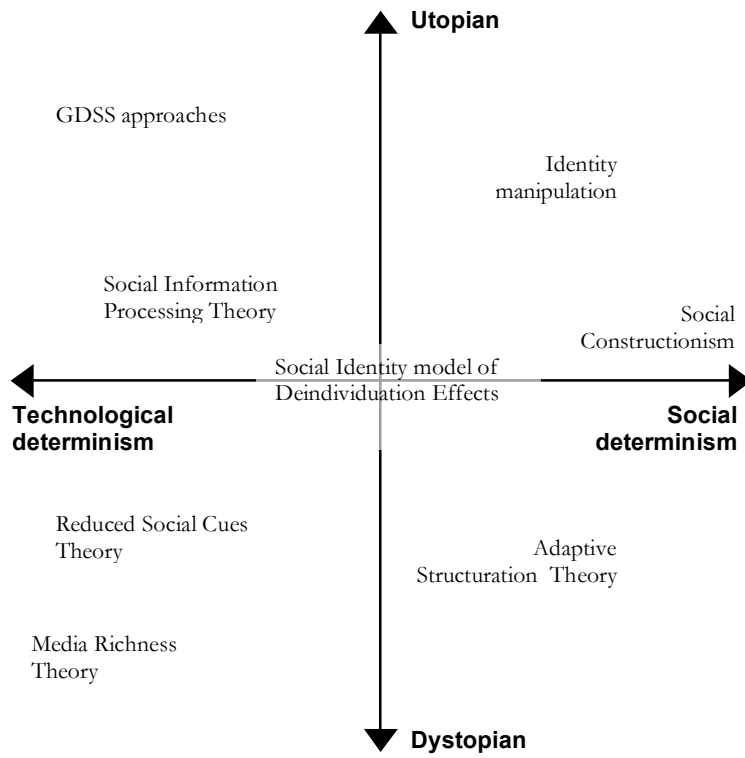 Utopian
GDSS approaches
Identity
manipulation
Social Information
Processing Theory
Social
Constructionism
Social Identity model of
Deindividuation Effects
Technological
determinism
Social
determinism
Reduced Social Cues
Theory
Adaptive
Structuration Theory
Media Richness
Theory
Dystopian